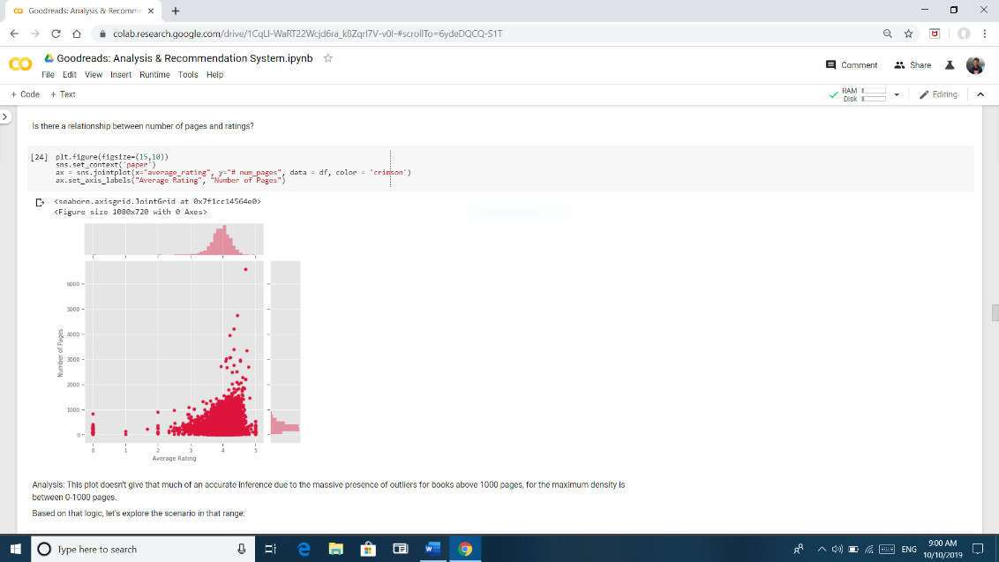 Goodreads: Analysis & Recomme
colab.research.google.com/drive/1CqLI-WaRT22Wcjd6ra_k8Zqrl7V-v0I-#scrollTo=6ydeDQCQ-S1T
Goodreads: Analysis & Recommendation System.ipynb
File Edit View Insert Runtime Tools Help
Comment
Share
+ Code + Text
RAM
Disk
Editing
Is there a relationship between number of pages and ratings?
[24] plt.figure(figsize=(15,10))
sns.set_context('paper')
ax = sns.jointplot(x="average_rating", y="# num_pages", data = df, color = 'crimson')
ax.set_axis_labels("Average Rating", "Number of Pages")
<seaborn.axisgrid.JointGrid at 0x7f1cc14564e0>
<Figure size 1080x720 with 0 Axes>
6000
5000
4000
3000
2000
1000
0
Number of Pages
0 1 2 3 4 5
Average Rating
Analysis: This plot doesn't give that much of an accurate inference due to the massive presence of outliers for books above 1000 pages, for the maximum density is
between 0-1000 pages.
Based on that logic, let's explore the scenario in that range:
Type here to search
ENG
9:00 AM
10/10/2019